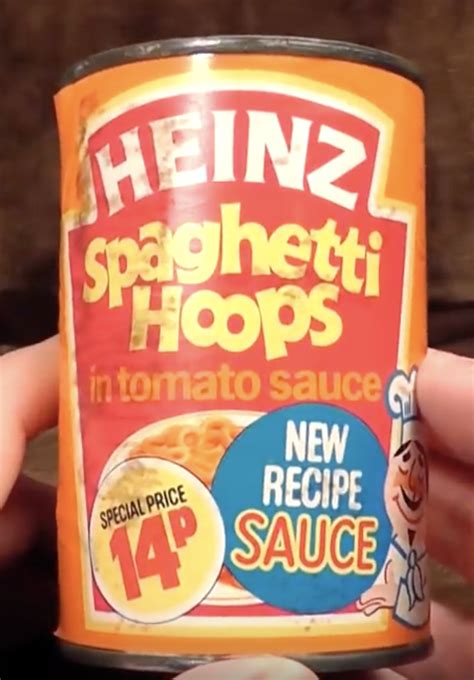 HEINZ
Spaghetti
Hoops
in tomato sauce
NEW
RECIPE
SAUCE
SPECIAL PRICE
14P